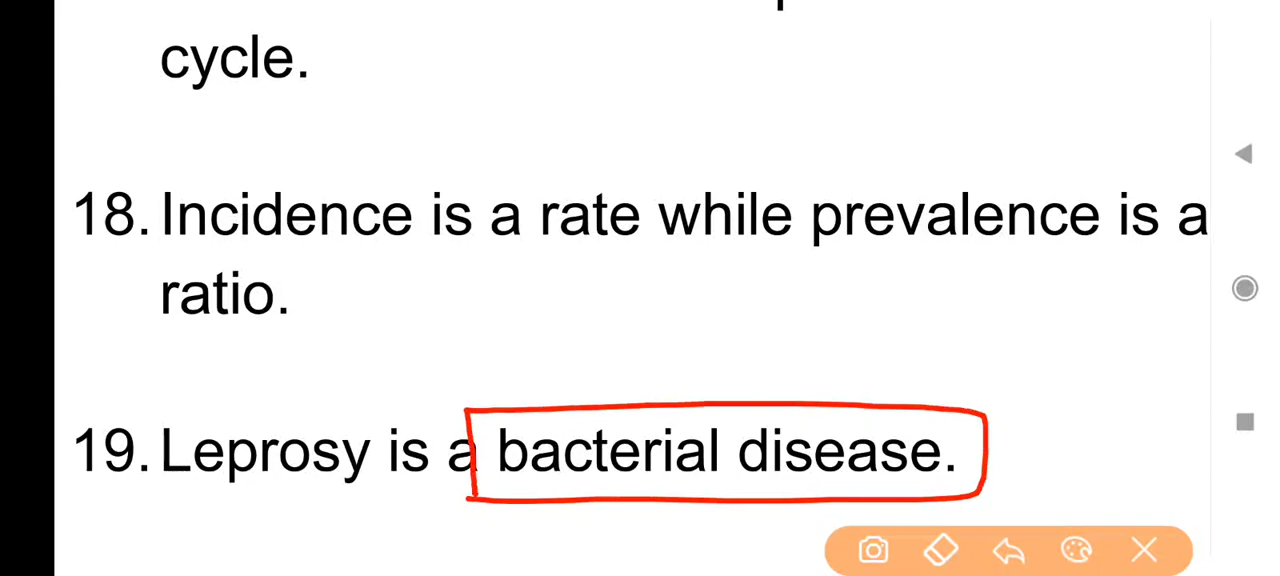 cycle.
18. Incidence is a rate while prevalence is a
ratio.
19. Leprosy is a bacterial disease.